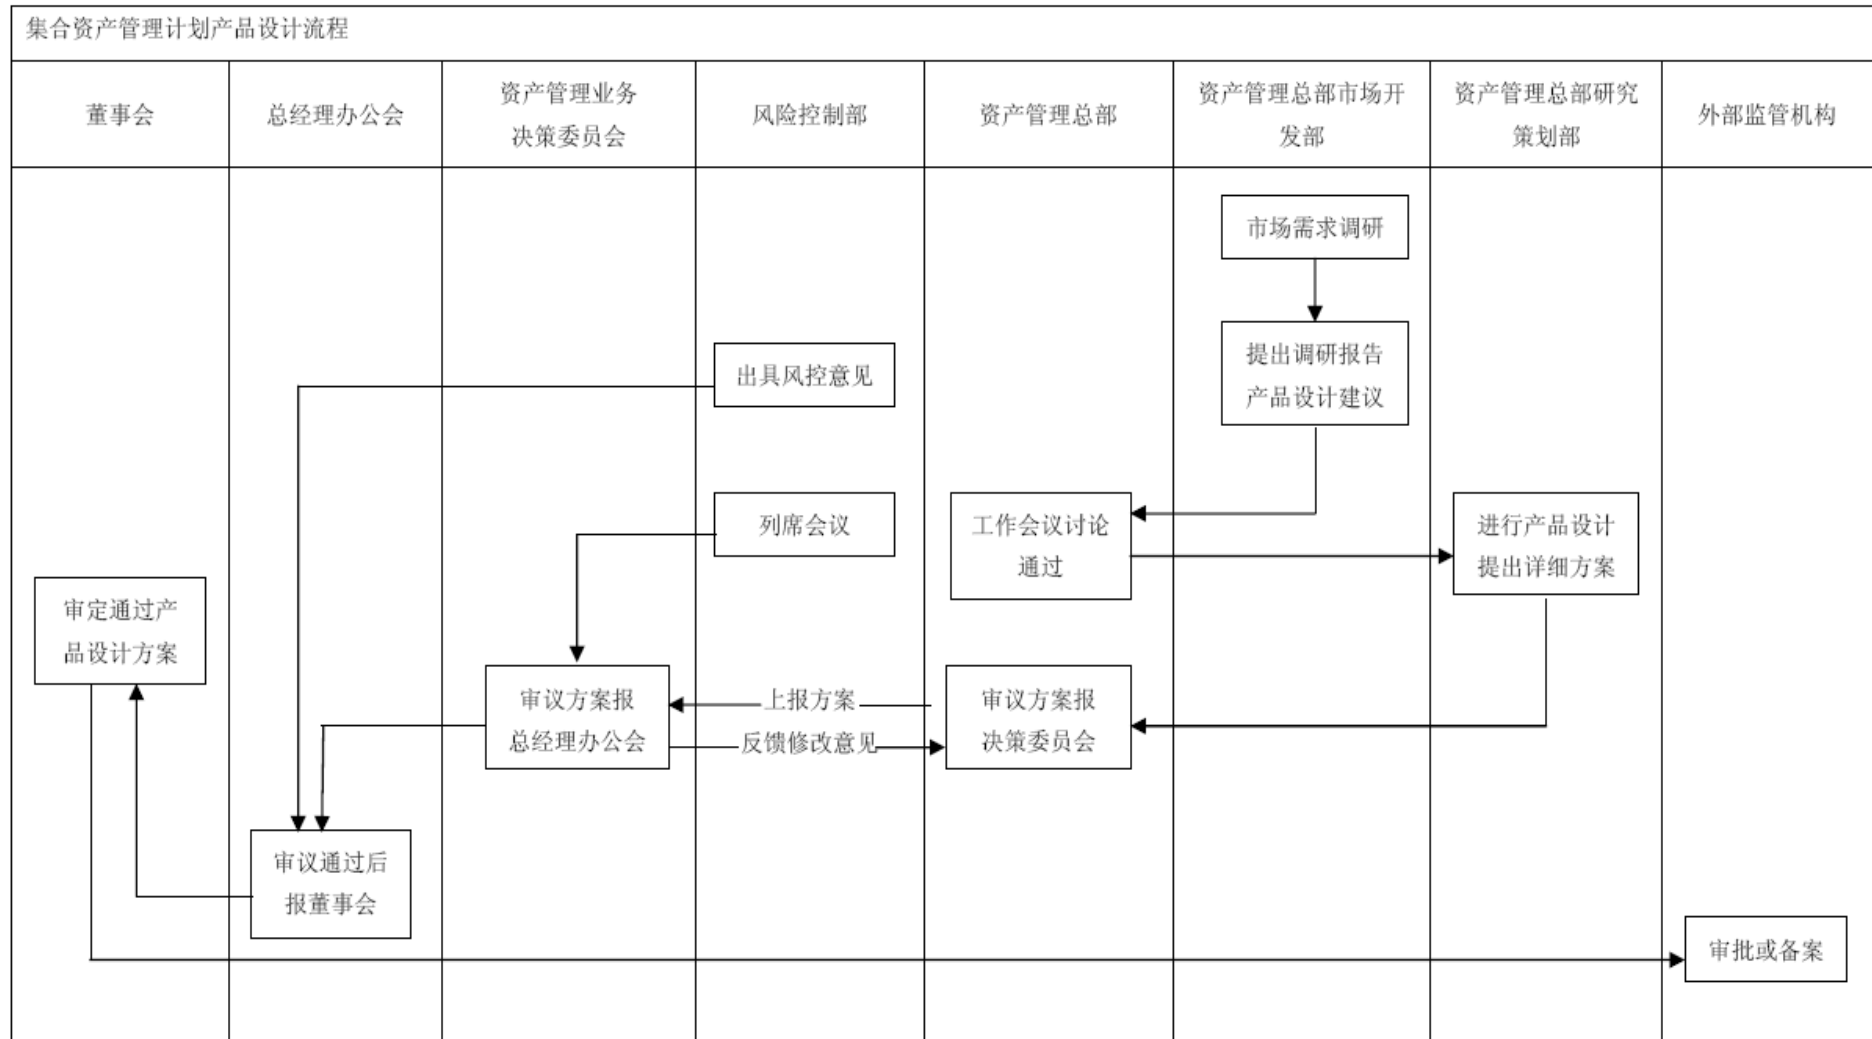 集合资产管理计划产品设计流程
董事会
总经理办公会
资产管理业务
决策委员会
风险控制部
资产管理总部
资产管理总部市场开
发部
资产管理总部研究
策划部
外部监管机构
市场需求调研
提出调研报告
产品设计建议
出具风控意见
列席会议
工作会议讨论
通过
进行产品设计
提出详细方案
审定通过产
品设计方案
审议方案报
总经理办公会
上报方案
反馈修改意见
审议方案报
决策委员会
审议通过后
报董事会
审批或备案